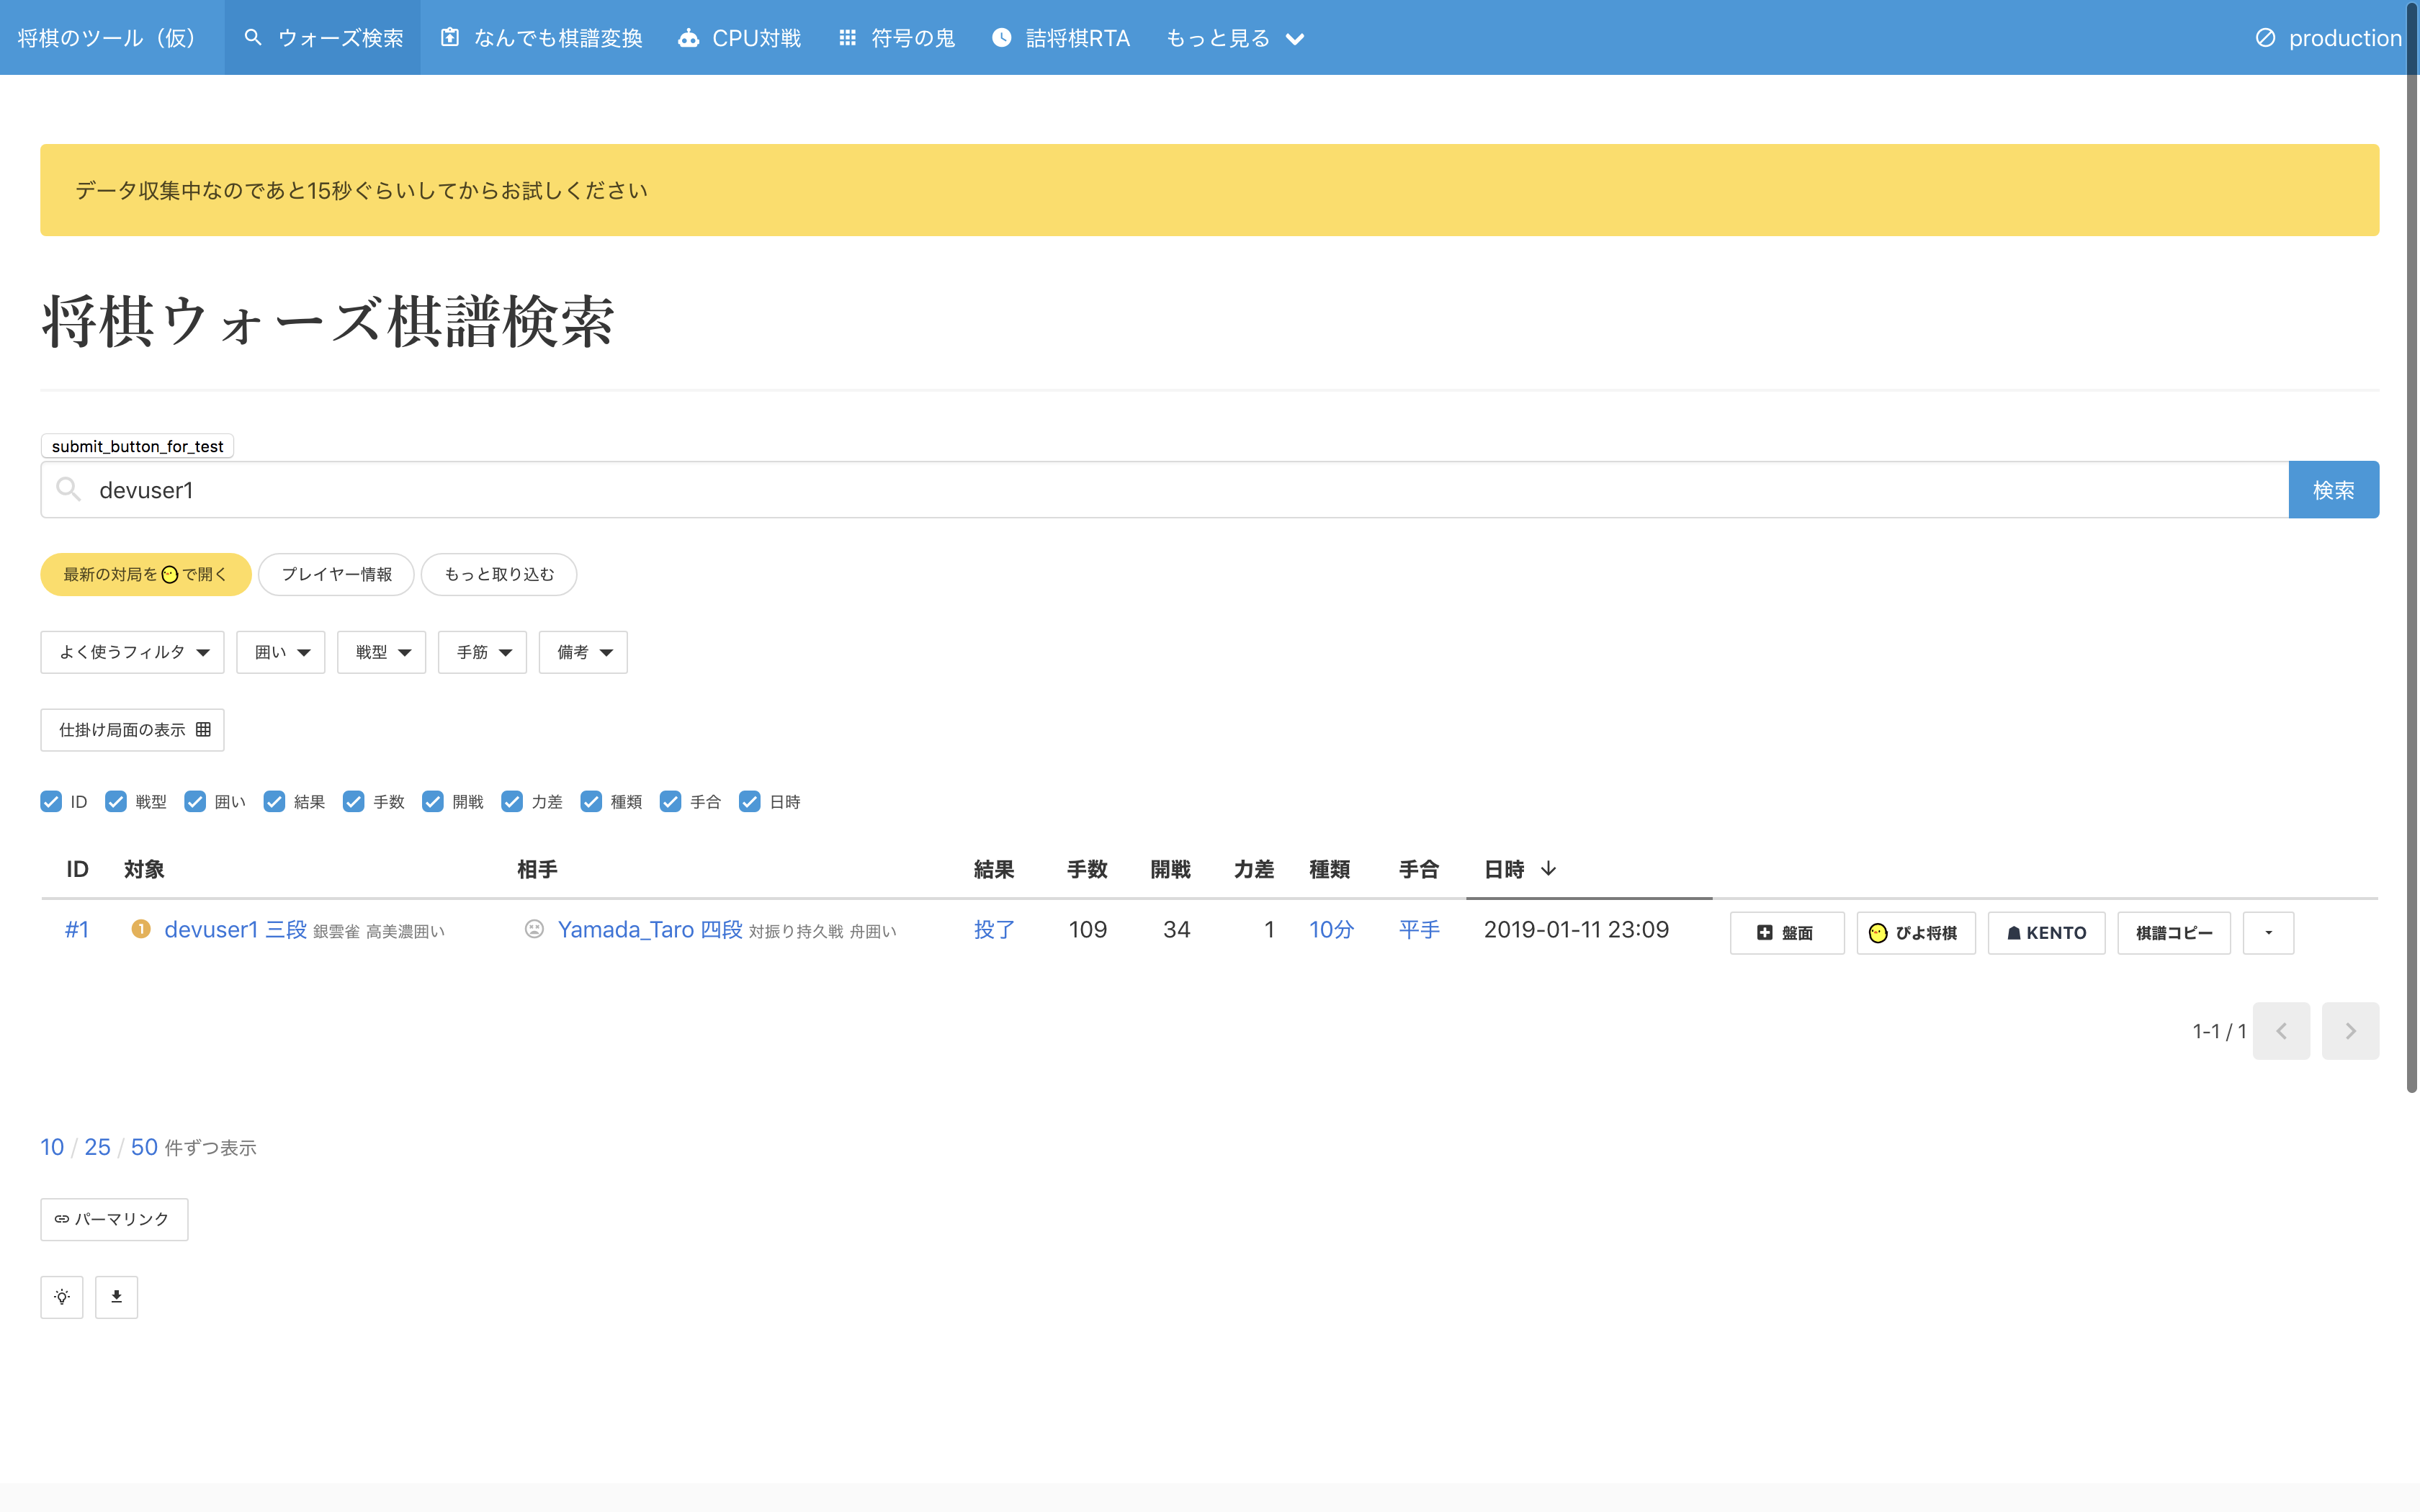 将棋のツール（仮） ウォーズ検索 なんでも棋譜変換 CPU対戦 符号の鬼 詰将棋RTA もっと見る production
データ収集中なのであと15秒ぐらいしてからお試しください
将棋ウォーズ棋譜検索
submit_button_for_test
devuser1 検索
最新の対局を で開く プレイヤー情報 もっと取り込む
よく使うフィルタ 囲い 戦型 手筋 備考
仕掛け局面の表示
ID 戦型 囲い 結果 手数 開戦 力差 種類 手合 日時
ID 対象 相手 結果 手数 開戦 力差 種類 手合 日時
#1 1 devuser1 三段 銀雲雀 高美濃囲い Yamada_Taro 四段 対振り持久戦 舟囲い 投了 109 34 1 10分 平手 2019-01-11 23:09 盤面 ぴよ将棋 KENTO 棋譜コピー
1-1 / 1
10 / 25 / 50 件ずつ表示
パーマリンク